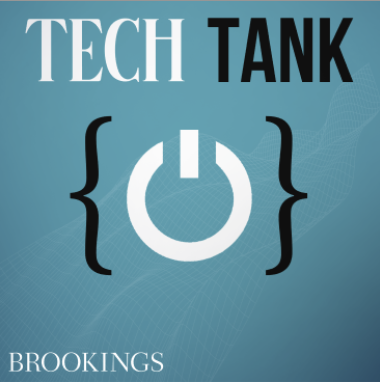 TECH TANK
{ }
BROOKINGS